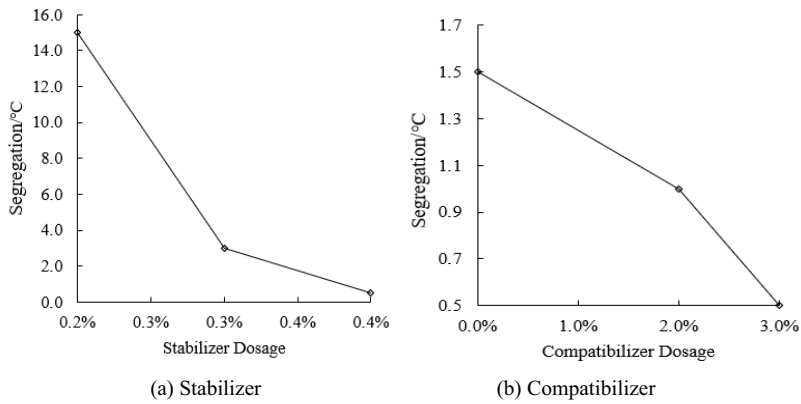 16.0
14.0
12.0
10.0
8.0
6.0
4.0
2.0
0.0
Segregation/°C
0.2% 0.3% 0.3% 0.4% 0.4%
Stabilizer Dosage
(a) Stabilizer
1.7
1.5
1.3
1.1
0.9
0.7
0.5
Segregation/°C
0.0% 1.0% 2.0% 3.0%
Compatibilizer Dosage
(b) Compatibilizer